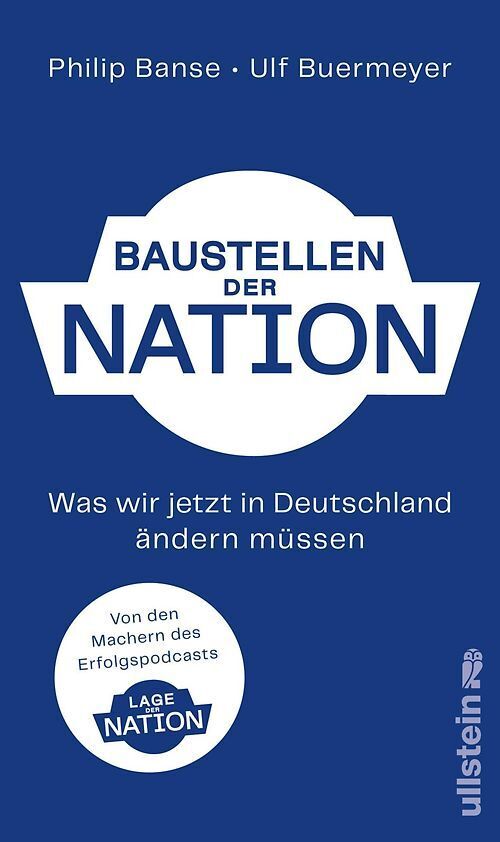 Philip Banse • Ulf Buermeyer
BAUSTELLEN
DER
NATION
Was wir jetzt in Deutschland
ändern müssen
Von den
Machern des
Erfolgspodcasts
LAGE
DER
NATION
ullstein